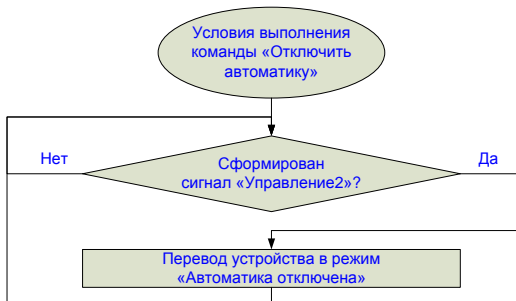 Условия выполнения
команды «Отключить
автоматику»
Нет
Сформирован
сигнал «Управление2»?
Да
Перевод устройства в режим
«Автоматика отключена»